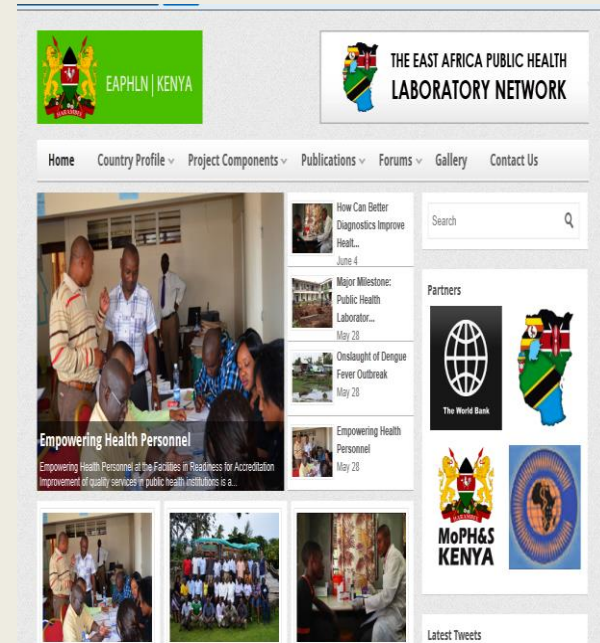 HARAMBEE
EAPHLN | KENYA
THE EAST AFRICA PUBLIC HEALTH
LABORATORY NETWORK
Home Country Profile Project Components Publications Forums Gallery Contact Us
Empowering Health Personnel
Empowering Health Personnel at the Facilities in Readiness for Accreditation
Improvement of quality services in public health institutions is a...
How Can Better
Diagnostics Improve
Healt...
June 4
Major Milestone:
Public Health
Laborator...
May 28
Onslaught of Dengue
Fever Outbreak
May 28
Empowering Health
Personnel
May 28
Search
Partners
The World Bank
HARAMBEE
MoPH&S
KENYA
Latest Tweets